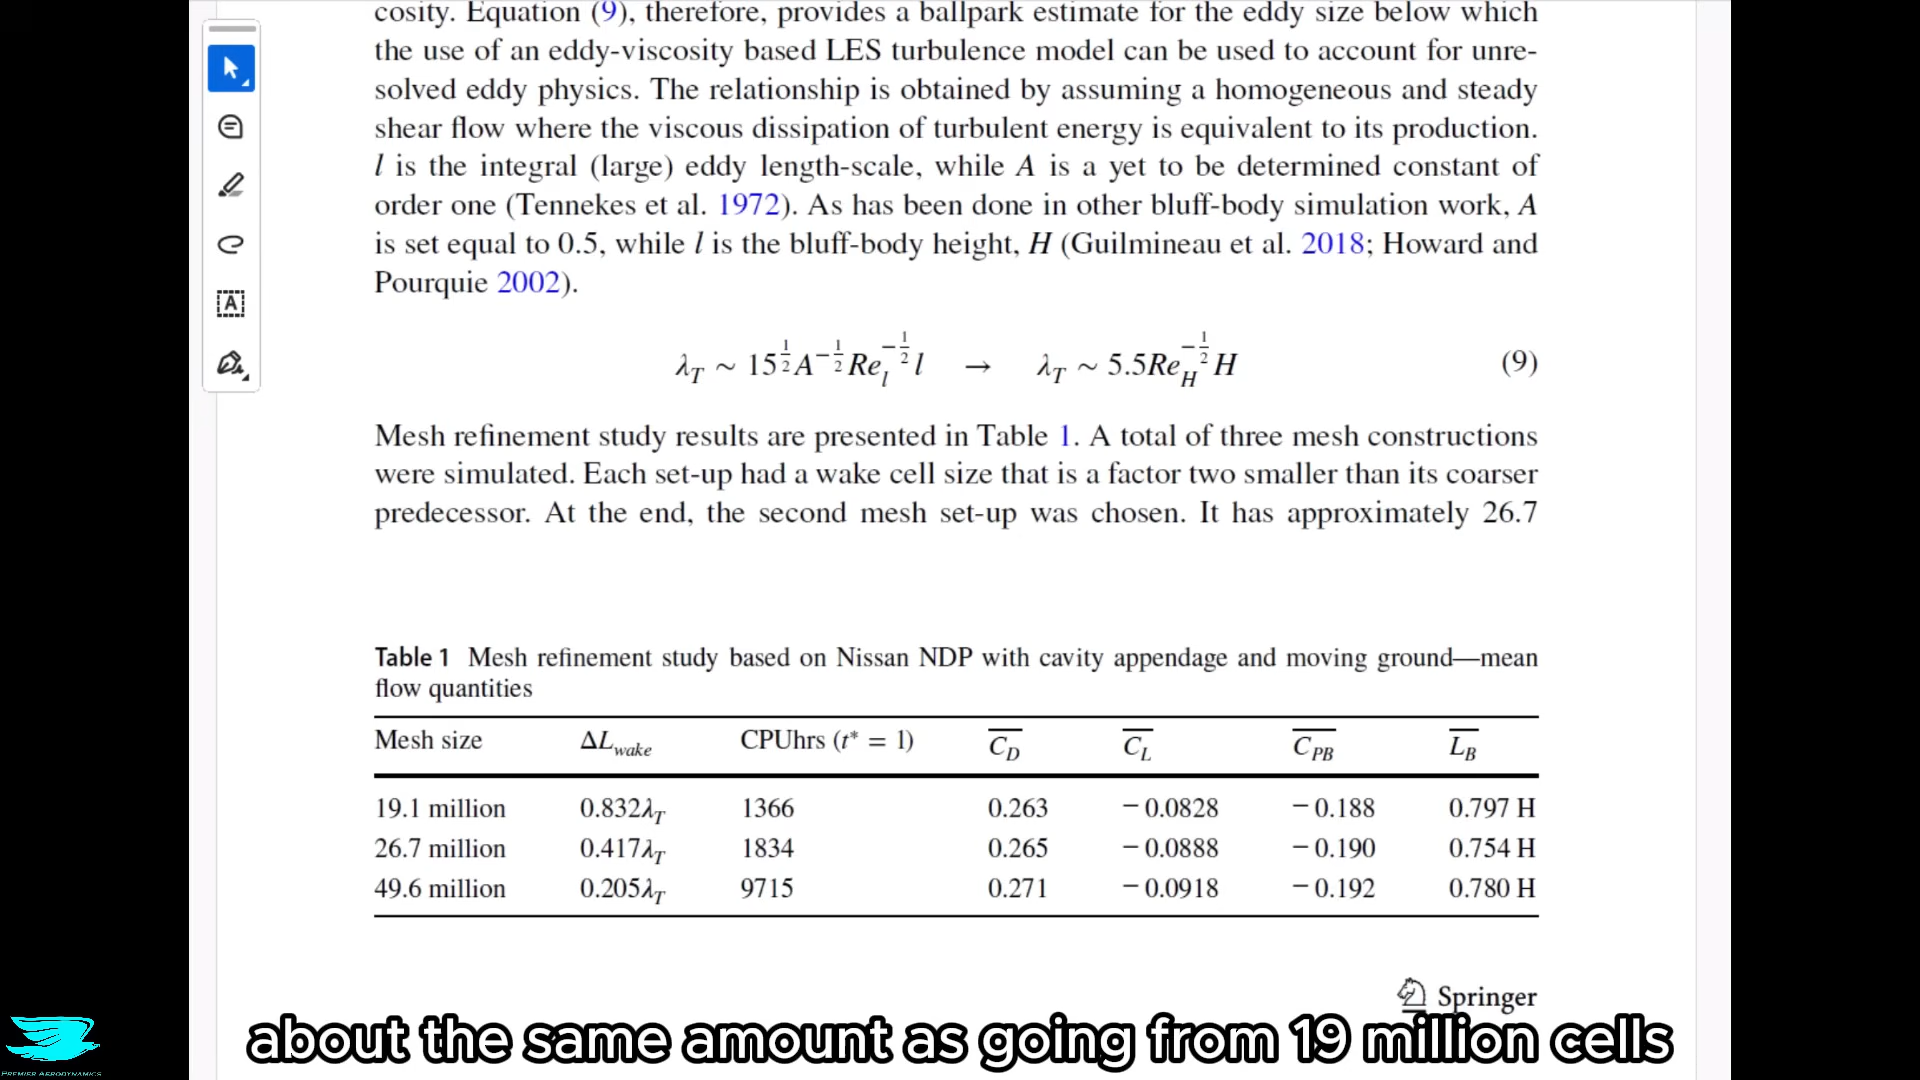 cosity. Equation (9), therefore, provides a ballpark estimate for the eddy size below which
the use of an eddy-viscosity based LES turbulence model can be used to account for unre-
solved eddy physics. The relationship is obtained by assuming a homogeneous and steady
shear flow where the viscous dissipation of turbulent energy is equivalent to its production.
l is the integral (large) eddy length-scale, while A is a yet to be determined constant of
order one (Tennekes et al. 1972). As has been done in other bluff-body simulation work, A
is set equal to 0.5, while l is the bluff-body height, H (Guilmineau et al. 2018; Howard and
Pourquie 2002).
λ_T ∼ 15^{1/2} A^{−1/2} Re_l^{−1/2} l → λ_T ∼ 5.5Re_H^{−1/2} H (9)
Mesh refinement study results are presented in Table 1. A total of three mesh constructions
were simulated. Each set-up had a wake cell size that is a factor two smaller than its coarser
predecessor. At the end, the second mesh set-up was chosen. It has approximately 26.7
Table 1 Mesh refinement study based on Nissan NDP with cavity appendage and moving ground—mean
flow quantities
Mesh size ΔL_wake CPUhrs (t* = 1) C̅_D C̅_L C̅_PB L̅_B
19.1 million 0.832λ_T 1366 0.263 −0.0828 −0.188 0.797 H
26.7 million 0.417λ_T 1834 0.265 −0.0888 −0.190 0.754 H
49.6 million 0.205λ_T 9715 0.271 −0.0918 −0.192 0.780 H
Springer
about the same amount as going from 19 million cells
PREMIER AERODYNAMICS